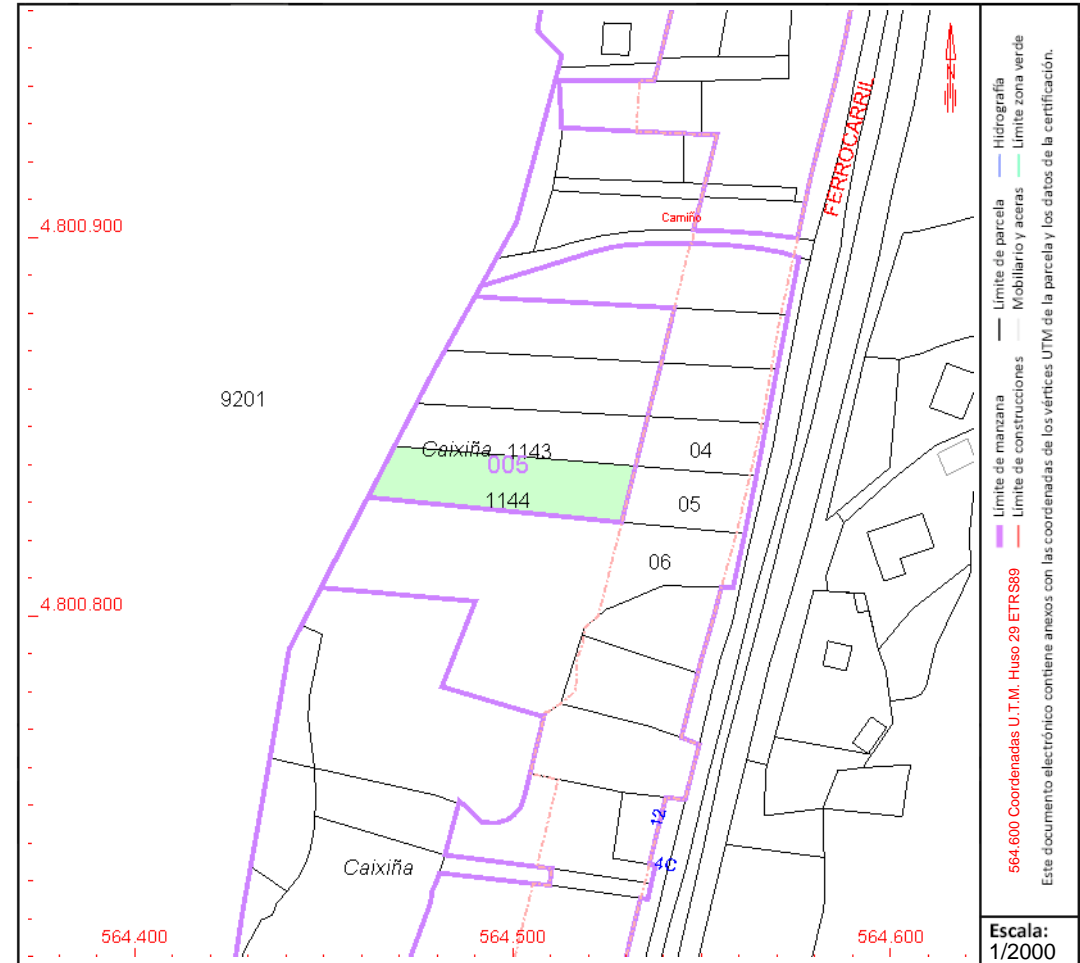 FERROCARRIL
N
Camiño
4.800.900
9201
Caixiña
1143
04
005
1144
05
06
4.800.800
12
4C
Caixiña
564.400
564.500
564.600
Límite de manzana
Límite de parcela
Hidrografía
Límite de construcciones
Mobiliario y aceras
Límite zona verde
564.600 Coordenadas U.T.M. Huso 29 ETRS89
Este documento electrónico contiene anexos con las coordenadas de los vértices UTM de la parcela y los datos de la certificación.
Escala:
1/2000